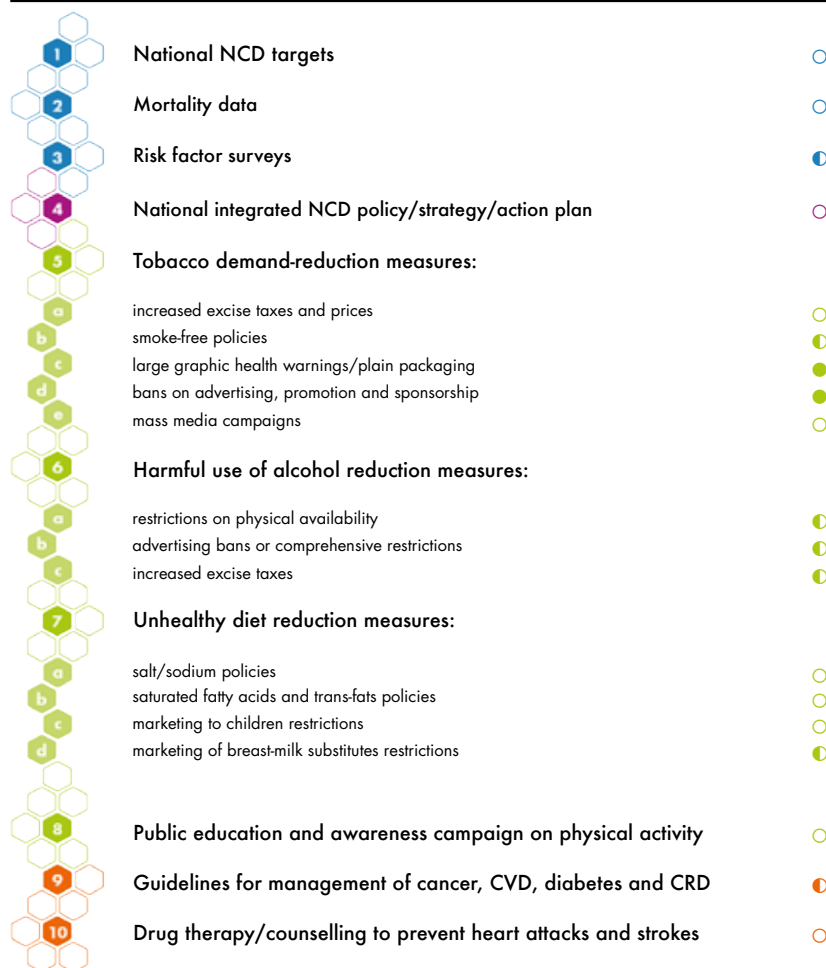 1 National NCD targets ○
2 Mortality data ○
3 Risk factor surveys ◐
4 National integrated NCD policy/strategy/action plan ○
5 Tobacco demand-reduction measures:
a increased excise taxes and prices ○
b smoke-free policies ◐
c large graphic health warnings/plain packaging ●
d bans on advertising, promotion and sponsorship ●
e mass media campaigns ○
6 Harmful use of alcohol reduction measures:
a restrictions on physical availability ◐
b advertising bans or comprehensive restrictions ◐
c increased excise taxes ◐
7 Unhealthy diet reduction measures:
a salt/sodium policies ○
b saturated fatty acids and trans-fats policies ○
c marketing to children restrictions ○
d marketing of breast-milk substitutes restrictions ◐
8 Public education and awareness campaign on physical activity ○
9 Guidelines for management of cancer, CVD, diabetes and CRD ◐
10 Drug therapy/counselling to prevent heart attacks and strokes ○